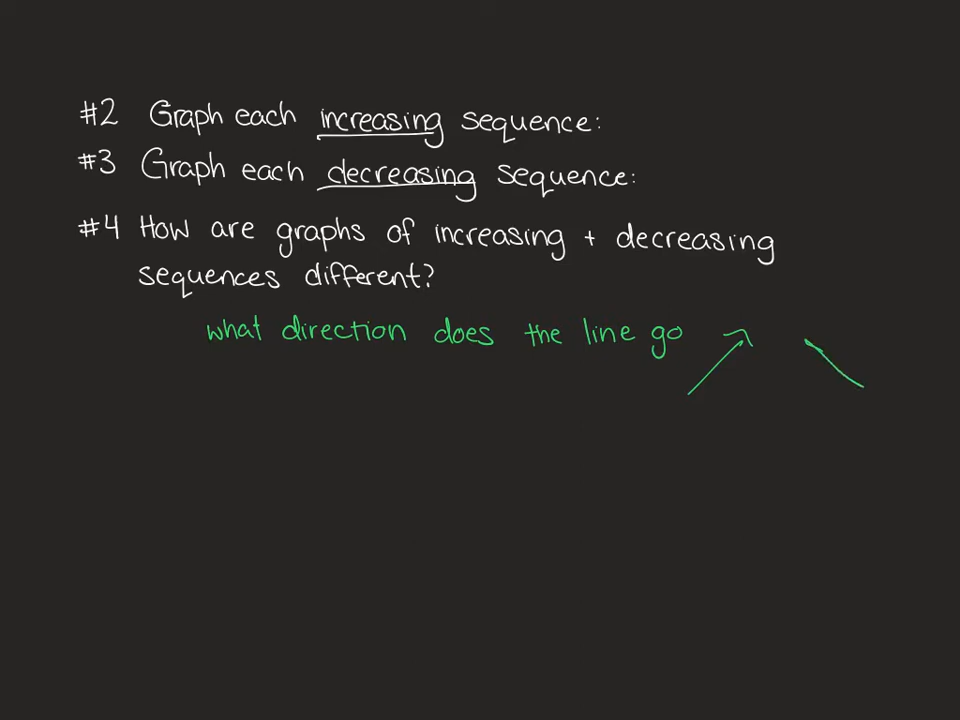 #2 Graph each increasing sequence:
#3 Graph each decreasing sequence:
#4 How are graphs of increasing + decreasing
sequences different?
what direction does the line go